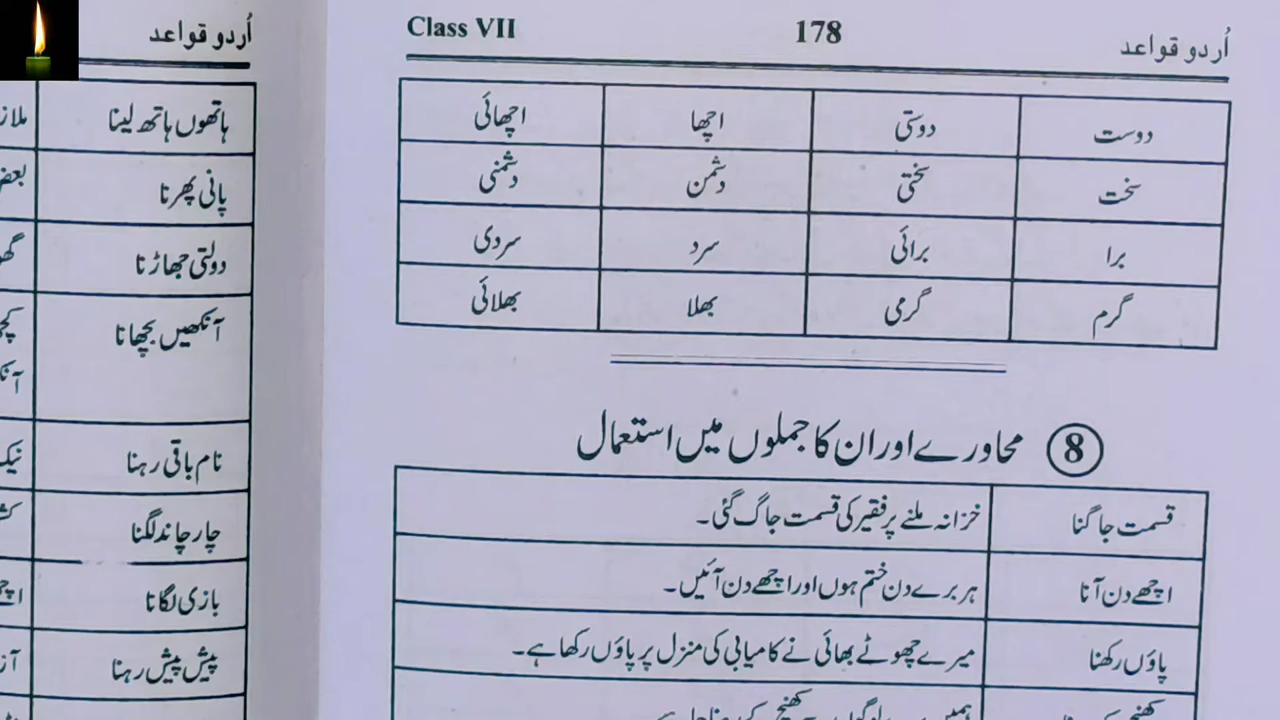 اُردو قواعد 178 Class VII
دوست دوستی اچھا اچھائی
سخت سختی دشمن دشمنی
برا برائی سرد سردی
گرم گرمی بھلا بھلائی
8 محاورے اور ان کا جملوں میں استعمال
قسمت جاگنا خزانہ ملنے پر فقیر کی قسمت جاگ گئی۔
اچھے دن آنا ہر برے دن ختم ہوں اور اچھے دن آئیں۔
پاؤں رکھنا میرے چھوٹے بھائی نے کامیابی کی منزل پر پاؤں رکھا ہے۔
اُردو قواعد
ہاتھوں ہاتھ لینا
پانی پھرنا بعض
دولتی جھاڑنا
آنکھیں بچھانا
نام باقی رہنا
چار چاند لگنا
بازی لگانا
پیش پیش رہنا